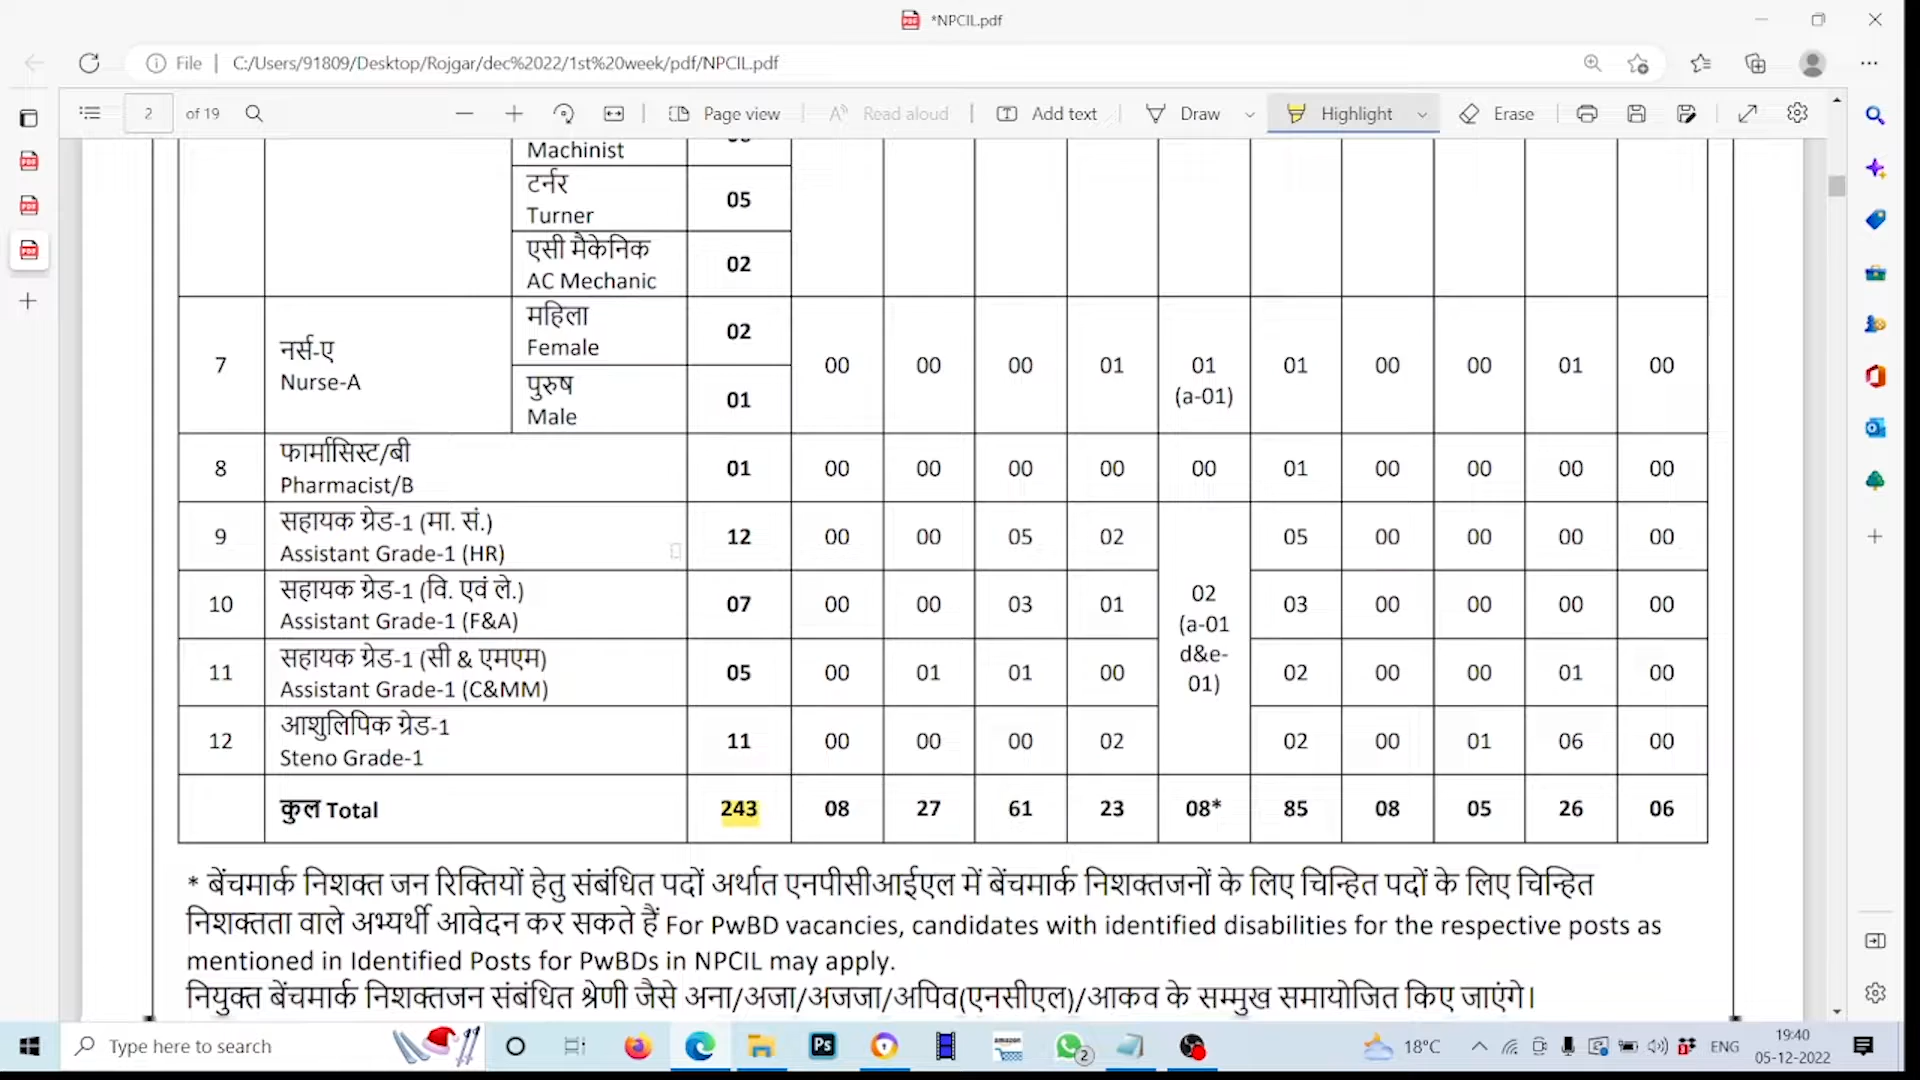 *NPCIL.pdf
File | C:/Users/91809/Desktop/Rojgar/dec%2022/1st%20week/pdf/NPCIL.pdf
2 of 19 Page view Read aloud Add text Draw Highlight Erase
Machinist
टर्नर
Turner 05
एसी मैकेनिक
AC Mechanic 02
महिला
Female 02
7 नर्स-ए
Nurse-A 00 00 00 01 01 (a-01) 01 00 00 01 00
पुरुष
Male 01
फार्मासिस्ट/बी
8 Pharmacist/B 01 00 00 00 00 00 01 00 00 00 00
सहायक ग्रेड-1 (मा. सं.)
9 Assistant Grade-1 (HR) 12 00 00 05 02 05 00 00 00 00
सहायक ग्रेड-1 (वि. एवं ले.)
10 Assistant Grade-1 (F&A) 07 00 00 03 01 03 00 00 00 00
02
(a-01
d&e-
01)
सहायक ग्रेड-1 (सी & एमएम)
11 Assistant Grade-1 (C&MM) 05 00 01 01 00 02 00 00 01 00
आशुलिपिक ग्रेड-1
12 Steno Grade-1 11 00 00 00 02 02 00 01 06 00
कुल Total 243 08 27 61 23 08* 85 08 05 26 06
* बेंचमार्क निशक्त जन रिक्तियों हेतु संबंधित पदों अर्थात एनपीसीआईएल में बेंचमार्क निशक्तजनों के लिए चिन्हित पदों के लिए चिन्हित
निशक्तता वाले अभ्यर्थी आवेदन कर सकते हैं For PwBD vacancies, candidates with identified disabilities for the respective posts as
mentioned in Identified Posts for PwBDs in NPCIL may apply.
नियुक्त बेंचमार्क निशक्तजन संबंधित श्रेणी जैसे अना/अजा/अजजा/अपिव(एनसीएल)/आकव के सम्मुख समायोजित किए जाएंगे।
Type here to search Ps amazon 2 18°C ENG 19:40
05-12-2022